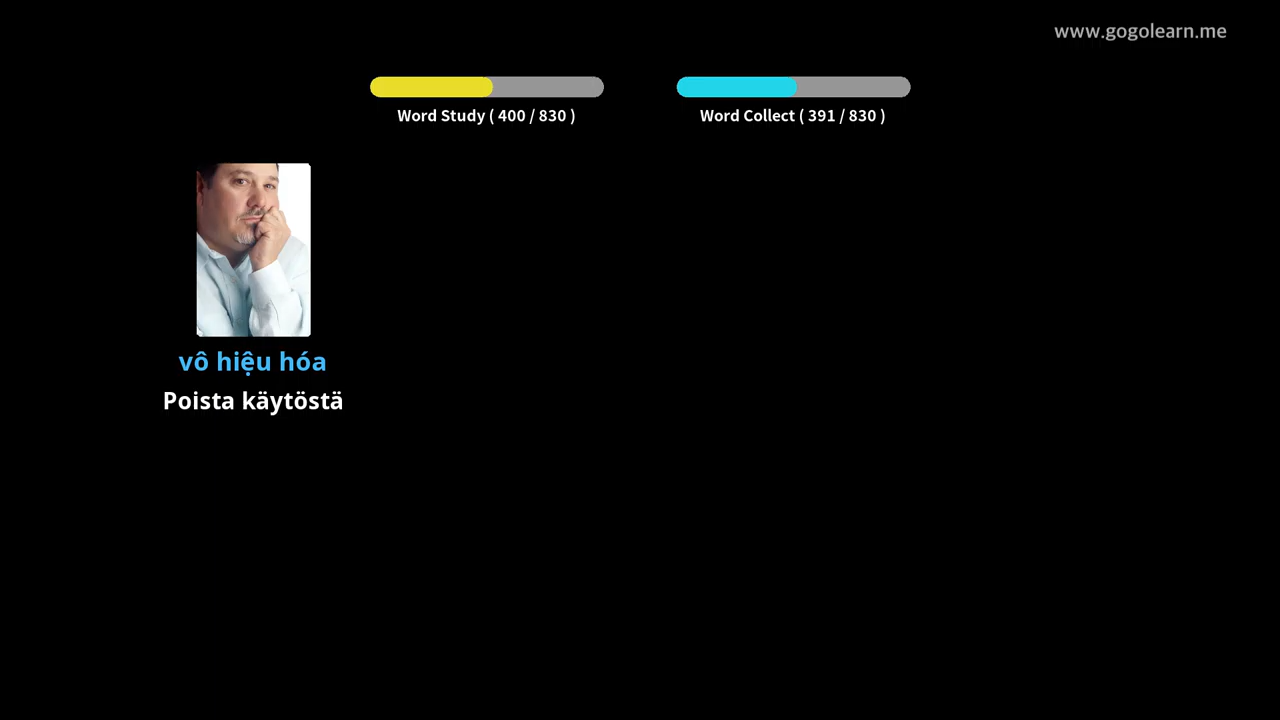 www.gogolearn.me
Word Study ( 400 / 830 )
Word Collect ( 391 / 830 )
vô hiệu hóa
Poista käytöstä